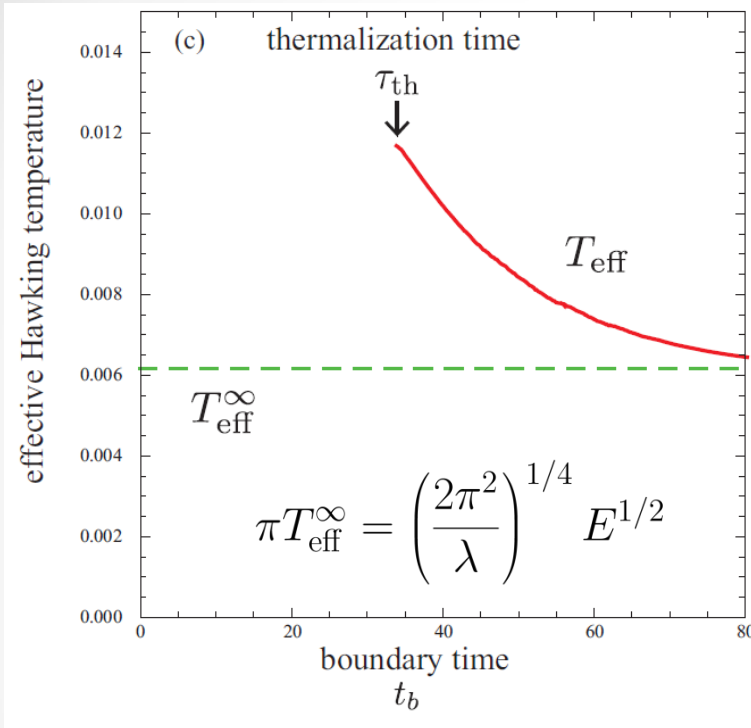 (c) thermalization time
τth
0.014
0.012
0.010
0.008
0.006
0.004
0.002
0.000
effective Hawking temperature
Teff
T∞eff
πT∞eff = (2π²/λ)^1/4 E^1/2
0 20 40 60 80
boundary time
tb